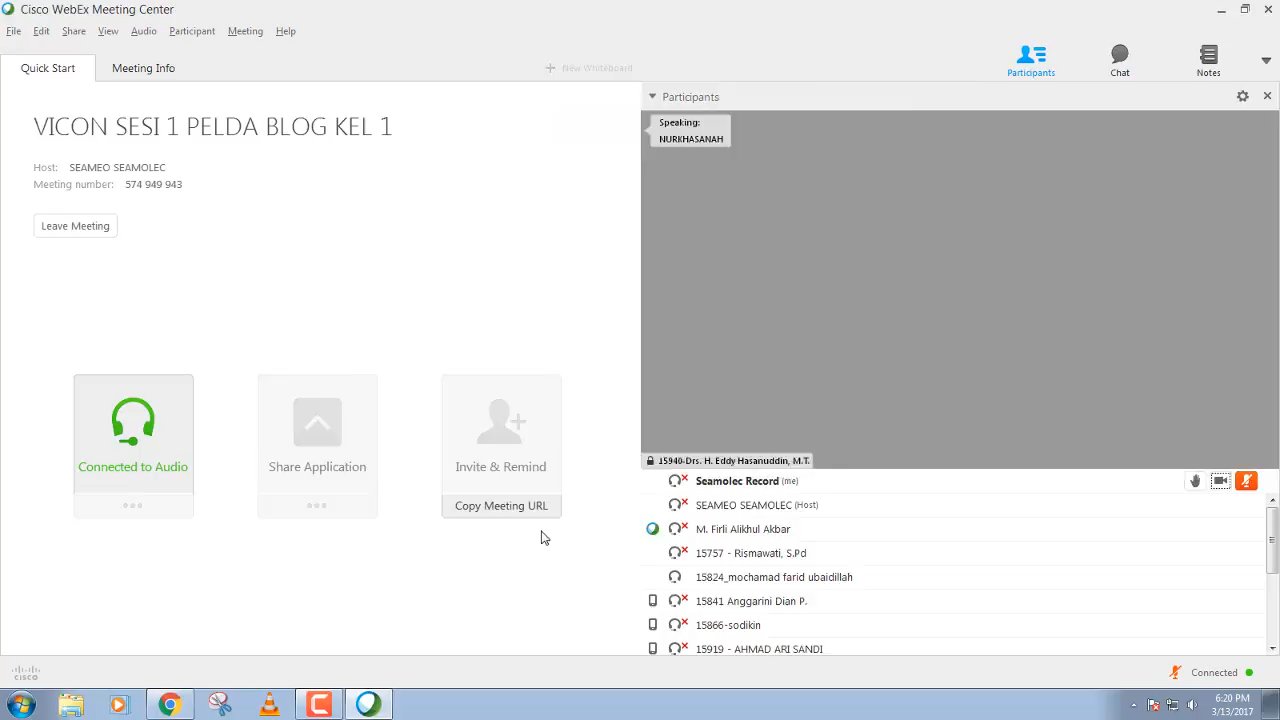 Cisco WebEx Meeting Center
File Edit Share View Audio Participant Meeting Help
Quick Start Meeting Info New Whiteboard
Participants Chat Notes
Participants
Speaking:
NURKHASANAH
VICON SESI 1 PELDA BLOG KEL 1
Host: SEAMEO SEAMOLEC
Meeting number: 574 949 943
Leave Meeting
Connected to Audio
Share Application
Invite & Remind
Copy Meeting URL
15940-Drs. H. Eddy Hasanuddin, M.T.
Seamolec Record (me)
SEAMEO SEAMOLEC (Host)
M. Firli Alikhul Akbar
15757 - Rismawati, S.Pd
15824_mochamad farid ubaidillah
15841 Anggarini Dian P.
15866-sodikin
15919 - AHMAD ARI SANDI
cisco
Connected
6:20 PM
3/13/2017